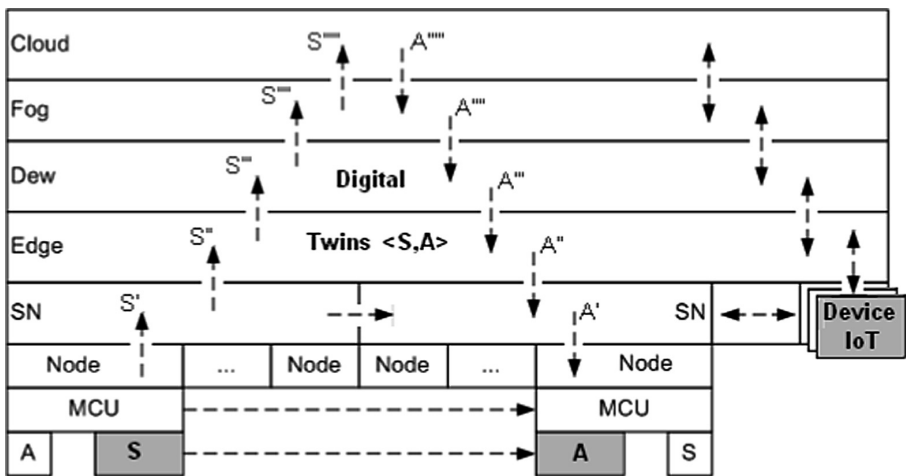 Cloud
S'''''
A'''''
Fog
S''''
A''''
Dew
S'''
Digital
A'''
Edge
S''
Twins <S,A>
A''
SN
S'
A'
SN
Device
IoT
Node
...
Node
Node
...
Node
MCU
MCU
A
S
A
S